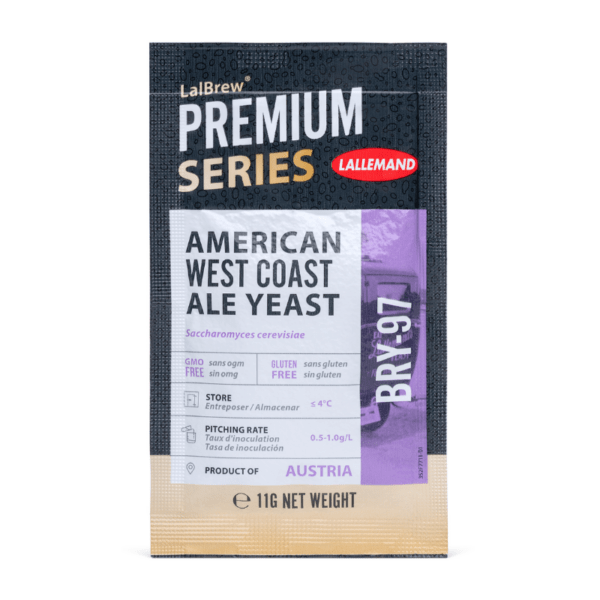 LalBrew®
PREMIUM
SERIES
LALLEMAND
AMERICAN
WEST COAST
ALE YEAST
Saccharomyces cerevisiae
GMO FREE sans ogm sin omg
GLUTEN FREE sans gluten sin gluten
STORE
Entreposer / Almacenar
≤ 4°C
PITCHING RATE
Taux d'inoculation
Tasa de inoculación
0.5-1.0g/L
PRODUCT OF AUSTRIA
BRY-97
℮ 11G NET WEIGHT